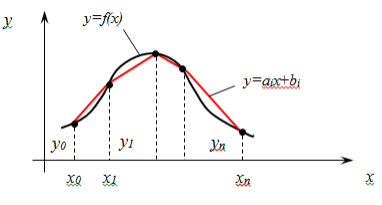 y
y=f(x)
y=aᵢx+bᵢ
y₀ y₁ yₙ
x₀ x₁ xₙ x